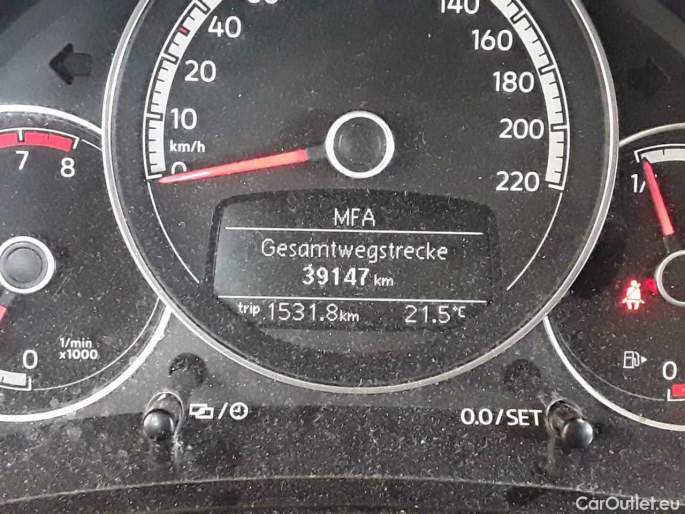 40
140
160
20
180
10
200
km/h
0
220
7
8
1/
MFA
Gesamtwegstrecke
39147 km
trip 1531.8 km 21.5°C
1/min
x1000
0
0
0.0/SET
CarOutlet.eu